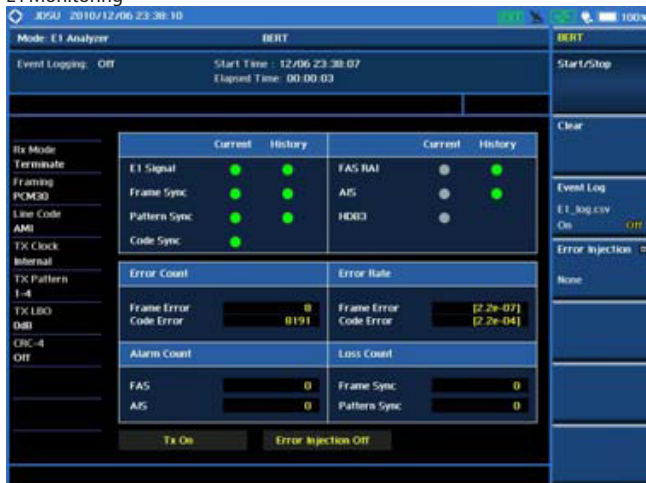 E1 Monitoring
JDSU 2010/12/06 23:38:10 EXT 100%
Mode: E1 Analyzer BERT
BERT
Event Logging: Off
Start Time : 12/06 23:38:07
Elapsed Time: 00:00:03
Start/Stop
Clear
Event Log
E1_log.csv
On Off
Error Injection
None
Rx Mode
Terminate
Framing
PCM30
Line Code
AMI
TX Clock
Internal
TX Pattern
1-4
TX LBO
0dB
CRC-4
Off
Current History Current History
E1 Signal FAS RAI
Frame Sync AIS
Pattern Sync HDB3
Code Sync
Error Count Error Rate
Frame Error 8 Frame Error [2.2e-07]
Code Error 8191 Code Error [2.2e-04]
Alarm Count Loss Count
FAS 0 Frame Sync 0
AIS 0 Pattern Sync 0
Tx On Error Injection Off